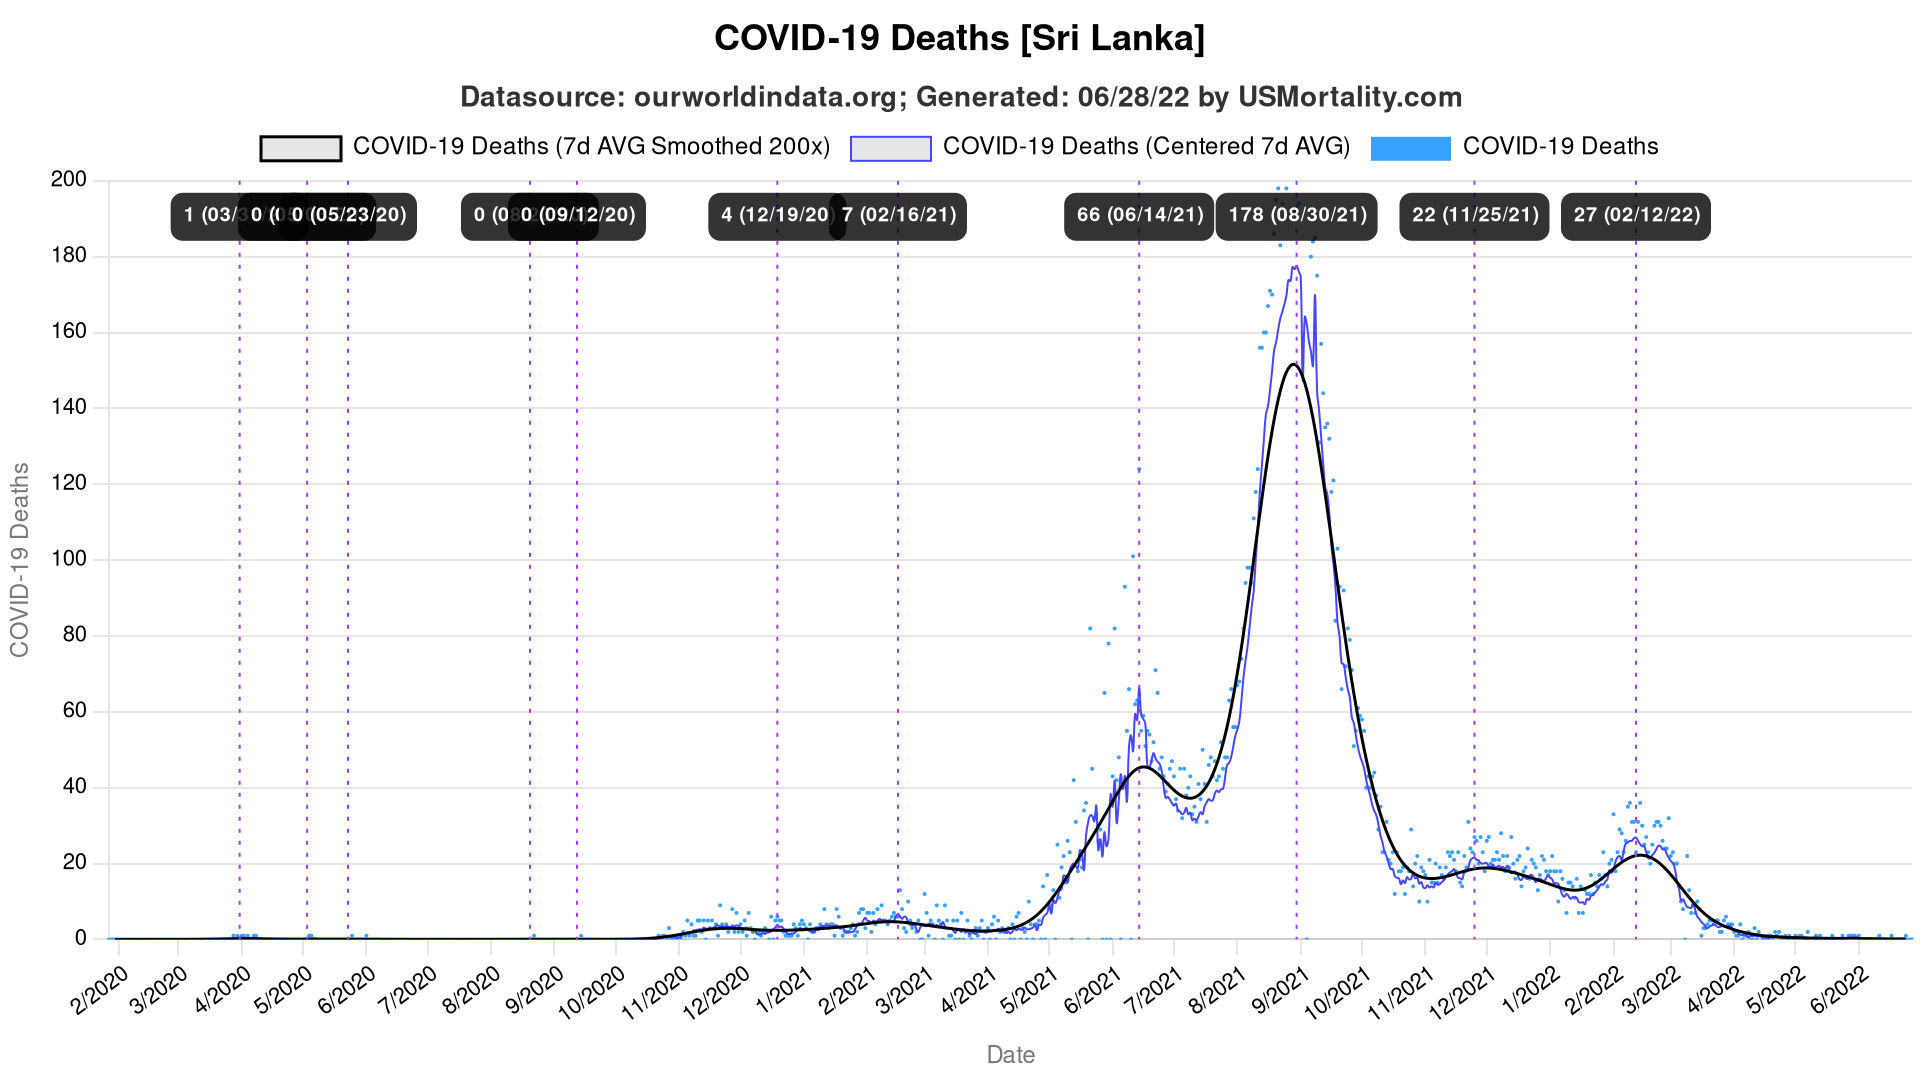 COVID-19 Deaths [Sri Lanka]
Datasource: ourworldindata.org; Generated: 06/28/22 by USMortality.com
COVID-19 Deaths (7d AVG Smoothed 200x) COVID-19 Deaths (Centered 7d AVG) COVID-19 Deaths
1 (03/ 0 ( 0 (05/23/20) 0 (08 0 (09/12/20) 4 (12/19/20) 7 (02/16/21) 66 (06/14/21) 178 (08/30/21) 22 (11/25/21) 27 (02/12/22)
200
180
160
140
120
100
80
60
40
20
0
COVID-19 Deaths
2/2020 3/2020 4/2020 5/2020 6/2020 7/2020 8/2020 9/2020 10/2020 11/2020 12/2020 1/2021 2/2021 3/2021 4/2021 5/2021 6/2021 7/2021 8/2021 9/2021 10/2021 11/2021 12/2021 1/2022 2/2022 3/2022 4/2022 5/2022 6/2022
Date